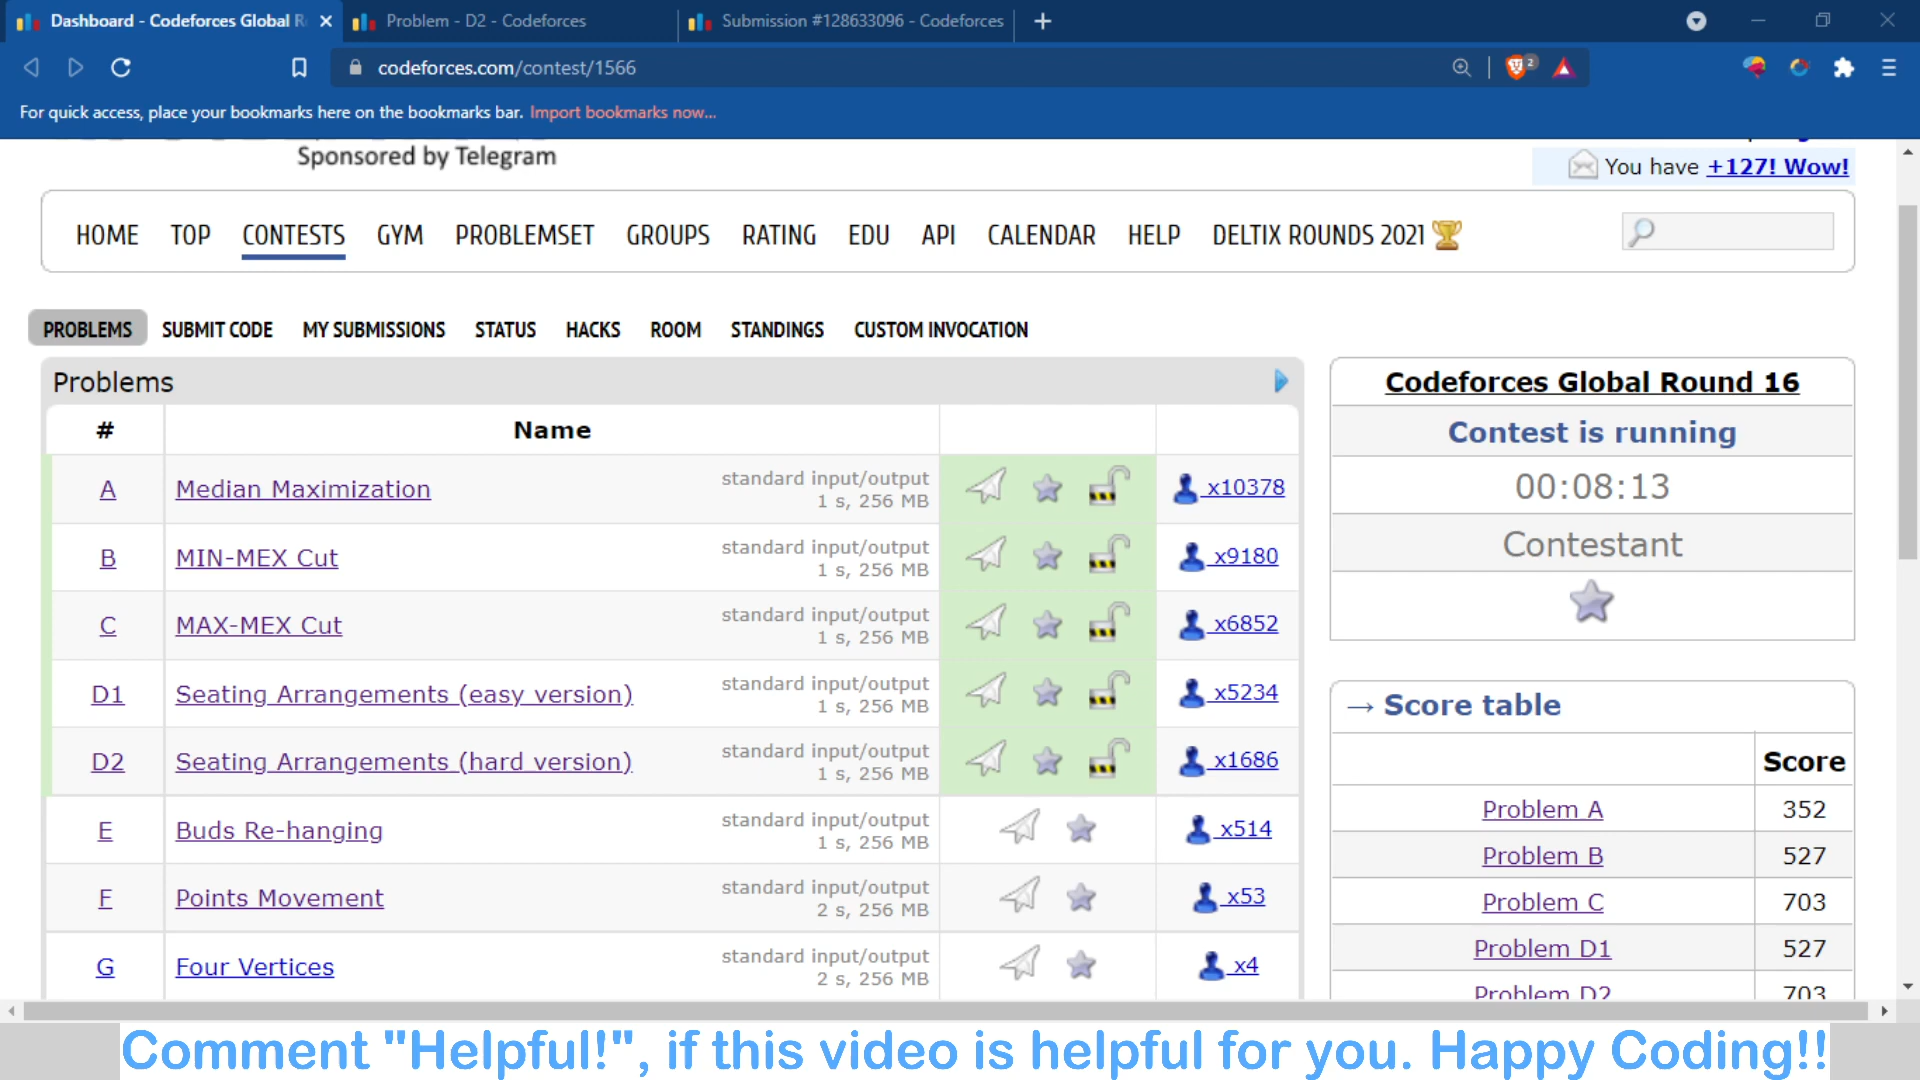 Dashboard - Codeforces Global R
Problem - D2 - Codeforces
Submission #128633096 - Codeforces
codeforces.com/contest/1566
2
For quick access, place your bookmarks here on the bookmarks bar. Import bookmarks now...
Sponsored by Telegram
You have +127! Wow!
HOME TOP CONTESTS GYM PROBLEMSET GROUPS RATING EDU API CALENDAR HELP DELTIX ROUNDS 2021
PROBLEMS SUBMIT CODE MY SUBMISSIONS STATUS HACKS ROOM STANDINGS CUSTOM INVOCATION
Problems
# Name
A Median Maximization standard input/output
1 s, 256 MB x10378
B MIN-MEX Cut standard input/output
1 s, 256 MB x9180
C MAX-MEX Cut standard input/output
1 s, 256 MB x6852
D1 Seating Arrangements (easy version) standard input/output
1 s, 256 MB x5234
D2 Seating Arrangements (hard version) standard input/output
1 s, 256 MB x1686
E Buds Re-hanging standard input/output
1 s, 256 MB x514
F Points Movement standard input/output
2 s, 256 MB x53
G Four Vertices standard input/output
2 s, 256 MB x4
Codeforces Global Round 16
Contest is running
00:08:13
Contestant
→ Score table
Score
Problem A 352
Problem B 527
Problem C 703
Problem D1 527
Problem D2 703
Comment "Helpful!", if this video is helpful for you. Happy Coding!!